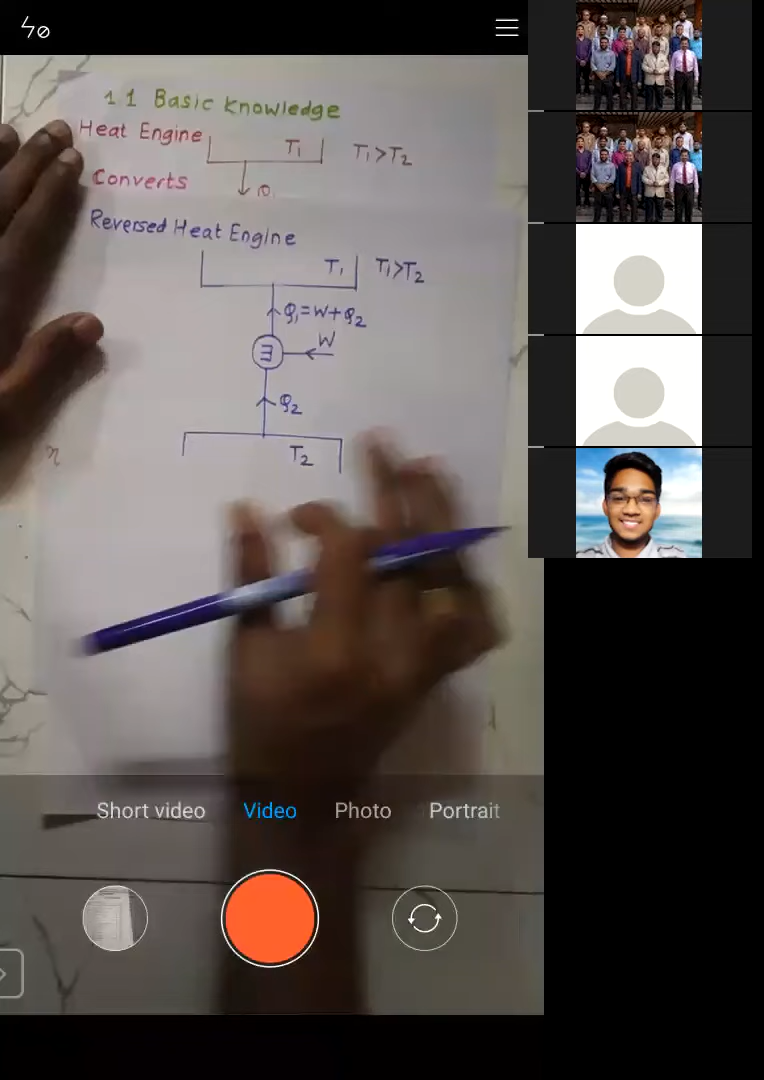 1.1 Basic Knowledge
Heat Engine
T₁
T₁>T₂
Converts
Q
Reversed Heat Engine
T₁
T₁>T₂
Q₁=W+Q₂
E
W
Q₂
T₂
η
Short video
Video
Photo
Portrait